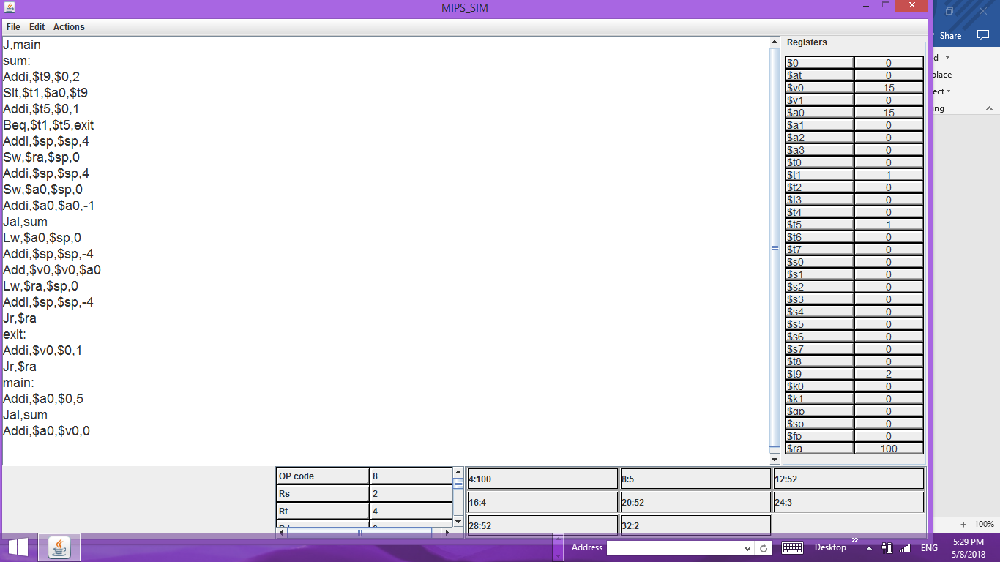 MIPS_SIM
File Edit Actions
Share
J,main
sum:
Addi,$t9,$0,2
Slt,$t1,$a0,$t9
Addi,$t5,$0,1
Beq,$t1,$t5,exit
Addi,$sp,$sp,4
Sw,$ra,$sp,0
Addi,$sp,$sp,4
Sw,$a0,$sp,0
Addi,$a0,$a0,-1
Jal,sum
Lw,$a0,$sp,0
Addi,$sp,$sp,-4
Add,$v0,$v0,$a0
Lw,$ra,$sp,0
Addi,$sp,$sp,-4
Jr,$ra
exit:
Addi,$v0,$0,1
Jr,$ra
main:
Addi,$a0,$0,5
Jal,sum
Addi,$a0,$v0,0
Registers
$0 0
$at 0
$v0 15
$v1 0
$a0 15
$a1 0
$a2 0
$a3 0
$t0 0
$t1 1
$t2 0
$t3 0
$t4 0
$t5 1
$t6 0
$t7 0
$s0 0
$s1 0
$s2 0
$s3 0
$s4 0
$s5 0
$s6 0
$s7 0
$t8 0
$t9 2
$k0 0
$k1 0
$gp 0
$sp 0
$fp 0
$ra 100
d
place
ect
ng
OP code 8
Rs 2
Rt 4
4:100 8:5 12:52
16:4 20:52 24:3
28:52 32:2
100%
Address
Desktop
ENG
5:29 PM
5/8/2018